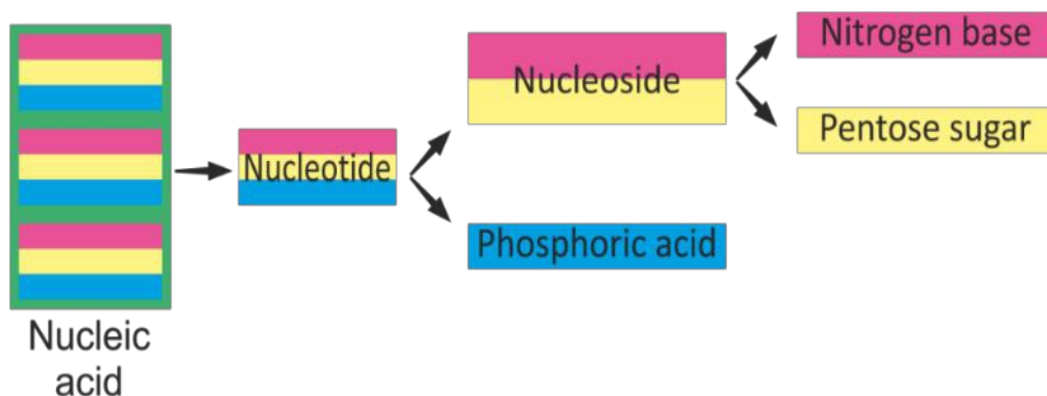 Nitrogen base
Nucleoside
Pentose sugar
Nucleotide
Phosphoric acid
Nucleic
acid